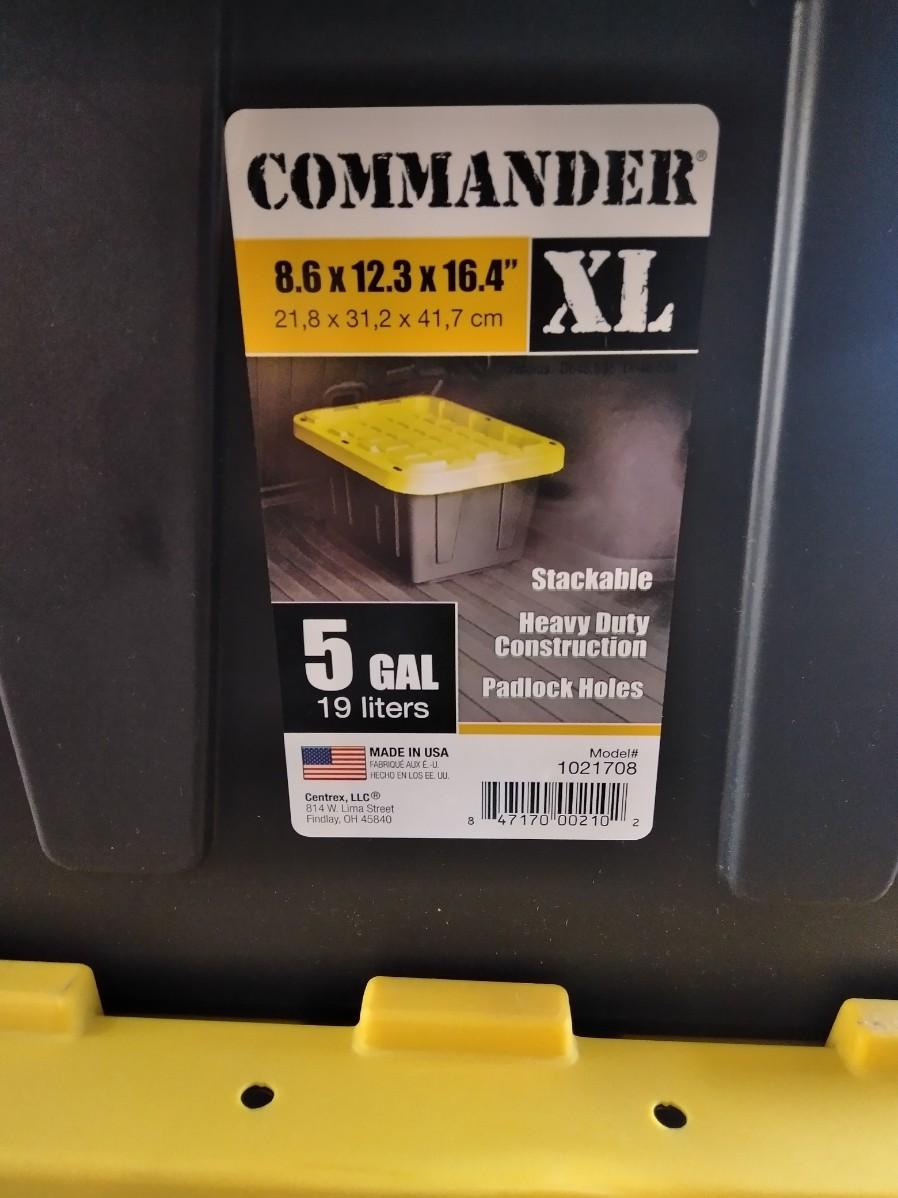 COMMANDER®
8.6 x 12.3 x 16.4”
21,8 x 31,2 x 41,7 cm
XL
Stackable
Heavy Duty
Construction
Padlock Holes
5 GAL
19 liters
MADE IN USA
FABRIQUÉ AUX É.-U.
HECHO EN LOS EE. UU.
Centrex, LLC®
814 W. Lima Street
Findlay, OH 45840
Model#
1021708
8 47170 00210 2